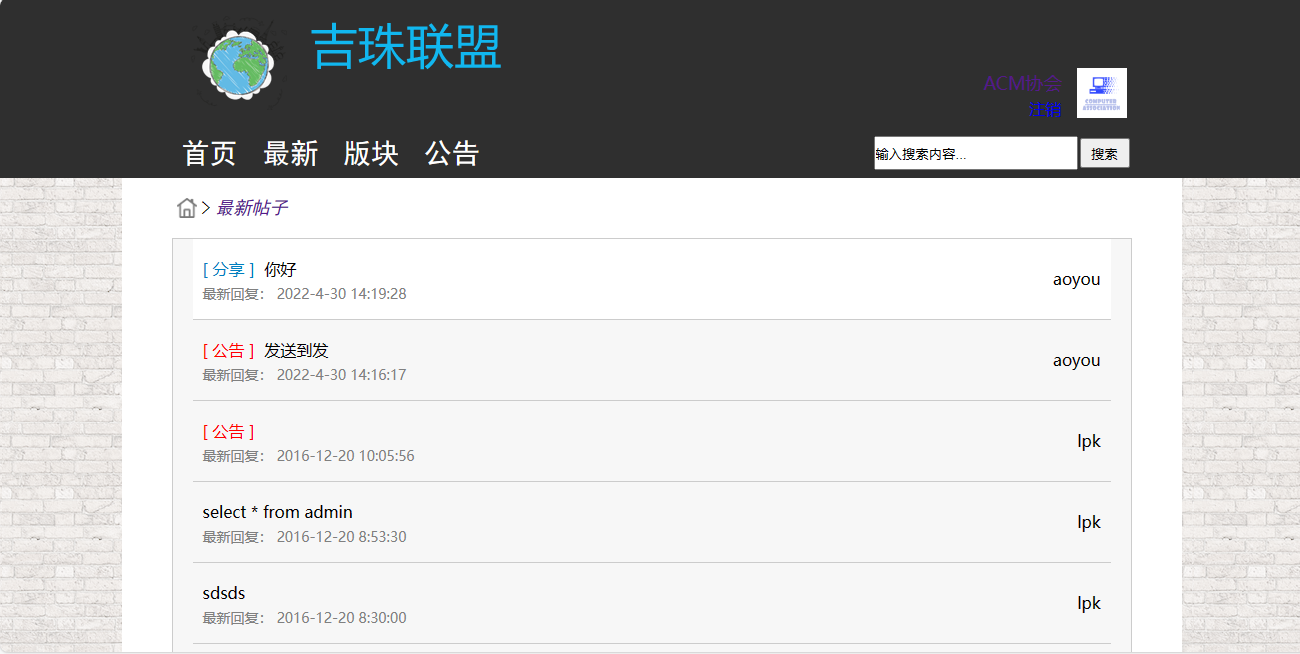 吉珠联盟
ACM协会
COMPUTER
ASSOCIATION
注销
首页 最新 版块 公告
输入搜索内容... 搜索
> 最新帖子
[ 分享 ] 你好
aoyou
最新回复： 2022-4-30 14:19:28
[ 公告 ] 发送到发
aoyou
最新回复： 2022-4-30 14:16:17
[ 公告 ]
lpk
最新回复： 2016-12-20 10:05:56
select * from admin
lpk
最新回复： 2016-12-20 8:53:30
sdsds
lpk
最新回复： 2016-12-20 8:30:00